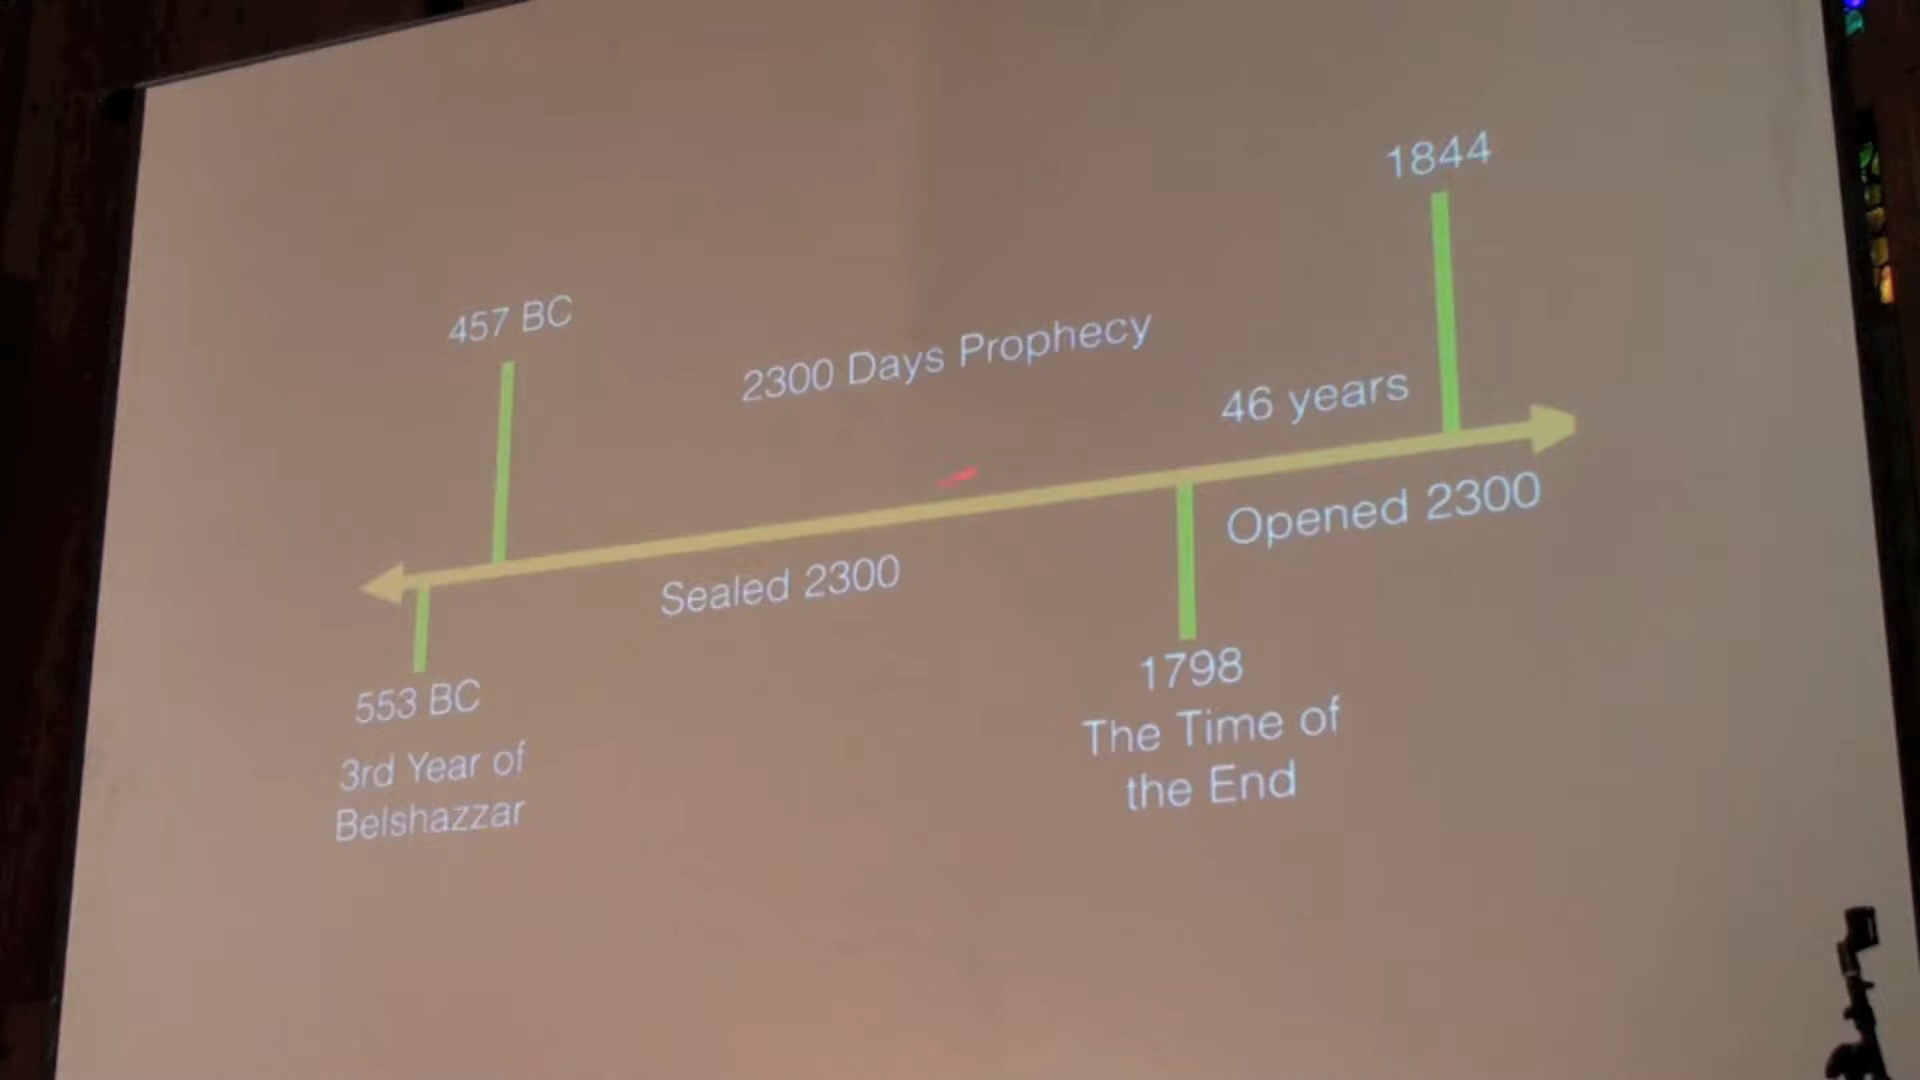 1844
457 BC
2300 Days Prophecy
46 years
Sealed 2300
Opened 2300
553 BC
3rd Year of
Belshazzar
1798
The Time of
the End